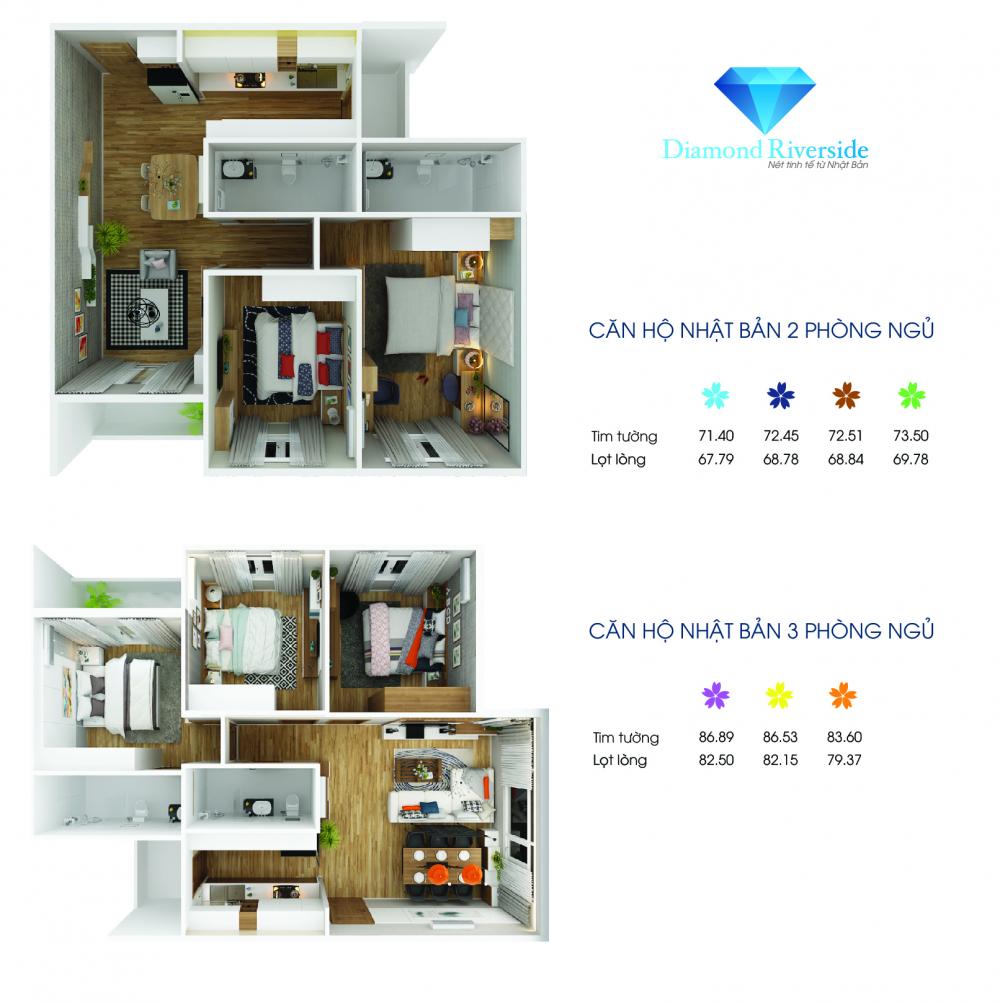 Diamond Riverside
Nét tinh tế từ Nhật Bản
CĂN HỘ NHẬT BẢN 2 PHÒNG NGỦ
Tim tường 71.40 72.45 72.51 73.50
Lọt lòng 67.79 68.78 68.84 69.78
CĂN HỘ NHẬT BẢN 3 PHÒNG NGỦ
Tim tường 86.89 86.53 83.60
Lọt lòng 82.50 82.15 79.37